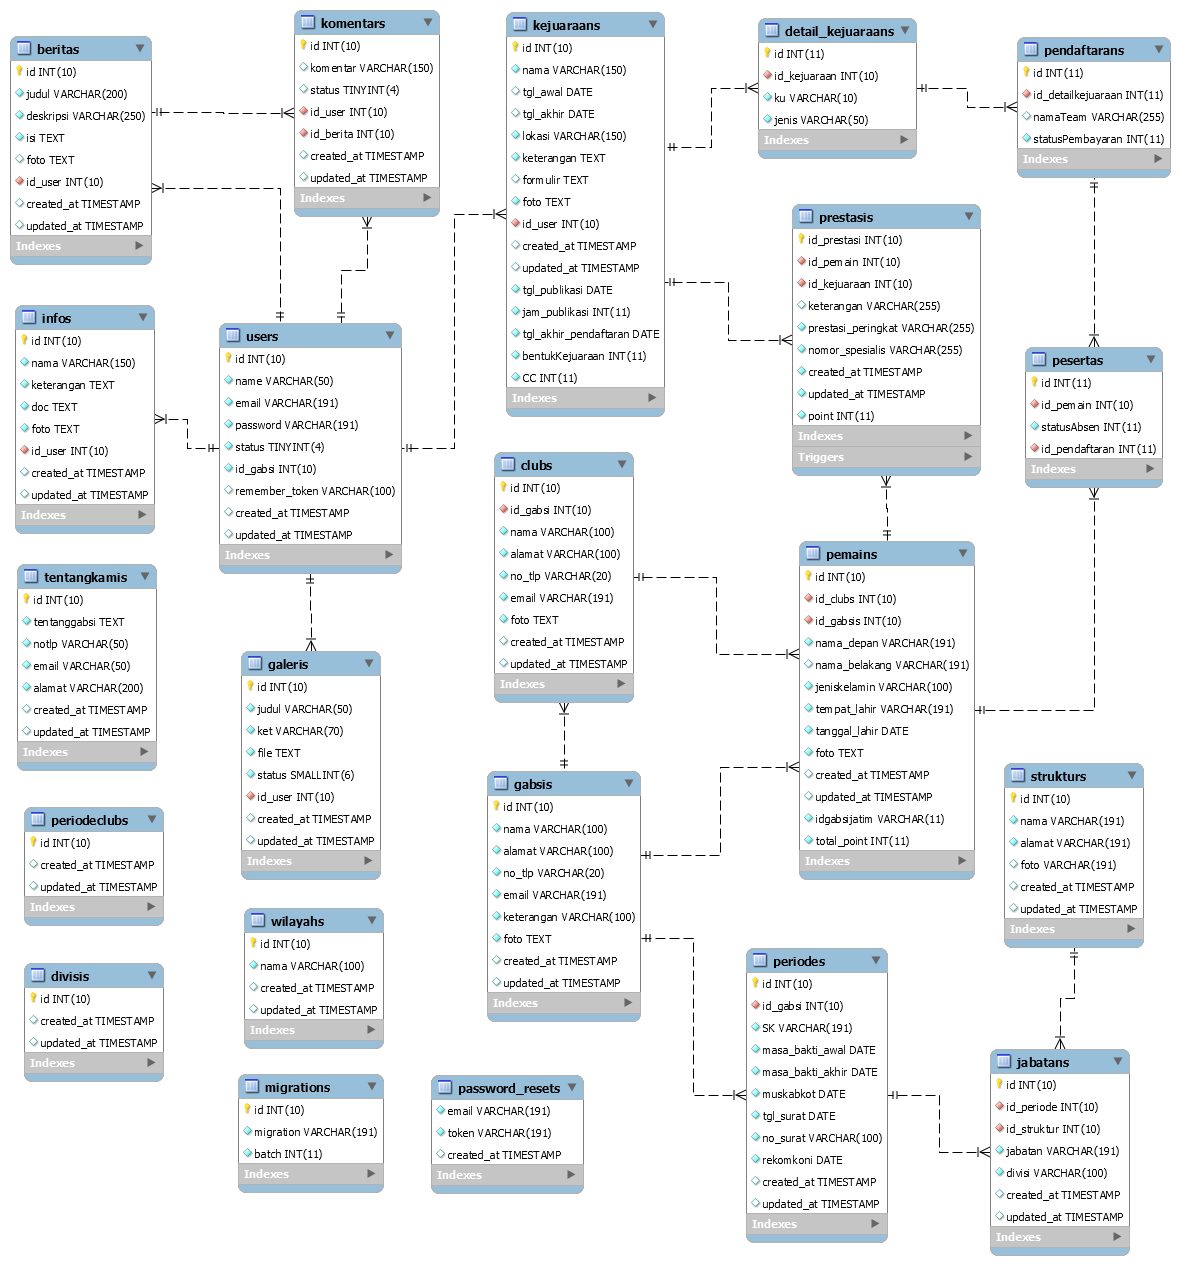 beritas
id INT(10)
judul VARCHAR(200)
deskripsi VARCHAR(250)
isi TEXT
foto TEXT
id_user INT(10)
created_at TIMESTAMP
updated_at TIMESTAMP
Indexes
komentars
id INT(10)
komentar VARCHAR(150)
status TINYINT(4)
id_user INT(10)
id_berita INT(10)
created_at TIMESTAMP
updated_at TIMESTAMP
Indexes
kejuaraans
id INT(10)
nama VARCHAR(150)
tgl_awal DATE
tgl_akhir DATE
lokasi VARCHAR(150)
keterangan TEXT
formulir TEXT
foto TEXT
id_user INT(10)
created_at TIMESTAMP
updated_at TIMESTAMP
tgl_publikasi DATE
jam_publikasi INT(11)
tgl_akhir_pendaftaran DATE
bentukKejuaraan INT(11)
CC INT(11)
Indexes
detail_kejuaraans
id INT(11)
id_kejuaraan INT(10)
ku VARCHAR(10)
jenis VARCHAR(50)
Indexes
pendaftarans
id INT(11)
id_detailkejuaraan INT(11)
namaTeam VARCHAR(255)
statusPembayaran INT(11)
Indexes
prestasis
id_prestasi INT(10)
id_pemain INT(10)
id_kejuaraan INT(10)
keterangan VARCHAR(255)
prestasi_peringkat VARCHAR(255)
nomor_spesialis VARCHAR(255)
created_at TIMESTAMP
updated_at TIMESTAMP
point INT(11)
Indexes
Triggers
pesertas
id INT(11)
id_pemain INT(10)
statusAbsen INT(11)
id_pendaftaran INT(11)
Indexes
infos
id INT(10)
nama VARCHAR(150)
keterangan TEXT
doc TEXT
foto TEXT
id_user INT(10)
created_at TIMESTAMP
updated_at TIMESTAMP
Indexes
users
id INT(10)
name VARCHAR(50)
email VARCHAR(191)
password VARCHAR(191)
status TINYINT(4)
id_gabsi INT(10)
remember_token VARCHAR(100)
created_at TIMESTAMP
updated_at TIMESTAMP
Indexes
clubs
id INT(10)
id_gabsi INT(10)
nama VARCHAR(100)
alamat VARCHAR(100)
no_tlp VARCHAR(20)
email VARCHAR(191)
foto TEXT
created_at TIMESTAMP
updated_at TIMESTAMP
Indexes
pemains
id INT(10)
id_clubs INT(10)
id_gabsis INT(10)
nama_depan VARCHAR(191)
nama_belakang VARCHAR(191)
jeniskelamin VARCHAR(100)
tempat_lahir VARCHAR(191)
tanggal_lahir DATE
foto TEXT
created_at TIMESTAMP
updated_at TIMESTAMP
idgabsijatim VARCHAR(11)
total_point INT(11)
Indexes
tentangkamis
id INT(10)
tentanggabsi TEXT
notlp VARCHAR(50)
email VARCHAR(50)
alamat VARCHAR(200)
created_at TIMESTAMP
updated_at TIMESTAMP
Indexes
galeris
id INT(10)
judul VARCHAR(50)
ket VARCHAR(70)
file TEXT
status SMALLINT(6)
id_user INT(10)
created_at TIMESTAMP
updated_at TIMESTAMP
Indexes
gabsis
id INT(10)
nama VARCHAR(100)
alamat VARCHAR(100)
no_tlp VARCHAR(20)
email VARCHAR(191)
keterangan VARCHAR(100)
foto TEXT
created_at TIMESTAMP
updated_at TIMESTAMP
Indexes
strukturs
id INT(10)
nama VARCHAR(191)
alamat VARCHAR(191)
foto VARCHAR(191)
created_at TIMESTAMP
updated_at TIMESTAMP
Indexes
periodeclubs
id INT(10)
created_at TIMESTAMP
updated_at TIMESTAMP
Indexes
wilayahs
id INT(10)
nama VARCHAR(100)
created_at TIMESTAMP
updated_at TIMESTAMP
Indexes
periodes
id INT(10)
id_gabsi INT(10)
SK VARCHAR(191)
masa_bakti_awal DATE
masa_bakti_akhir DATE
muskabkot DATE
tgl_surat DATE
no_surat VARCHAR(100)
rekomkoni DATE
created_at TIMESTAMP
updated_at TIMESTAMP
Indexes
divisis
id INT(10)
created_at TIMESTAMP
updated_at TIMESTAMP
Indexes
migrations
id INT(10)
migration VARCHAR(191)
batch INT(11)
Indexes
password_resets
email VARCHAR(191)
token VARCHAR(191)
created_at TIMESTAMP
Indexes
jabatans
id INT(10)
id_periode INT(10)
id_struktur INT(10)
jabatan VARCHAR(191)
divisi VARCHAR(100)
created_at TIMESTAMP
updated_at TIMESTAMP
Indexes